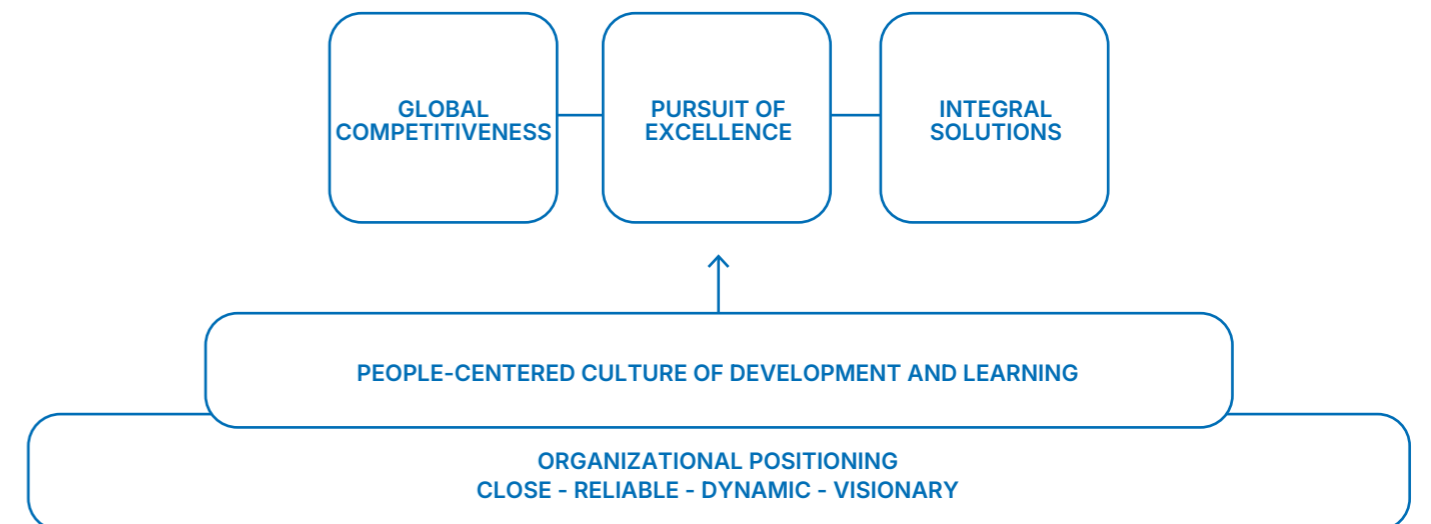 GLOBAL
COMPETITIVENESS
PURSUIT OF
EXCELLENCE
INTEGRAL
SOLUTIONS
PEOPLE-CENTERED CULTURE OF DEVELOPMENT AND LEARNING
ORGANIZATIONAL POSITIONING
CLOSE - RELIABLE - DYNAMIC - VISIONARY